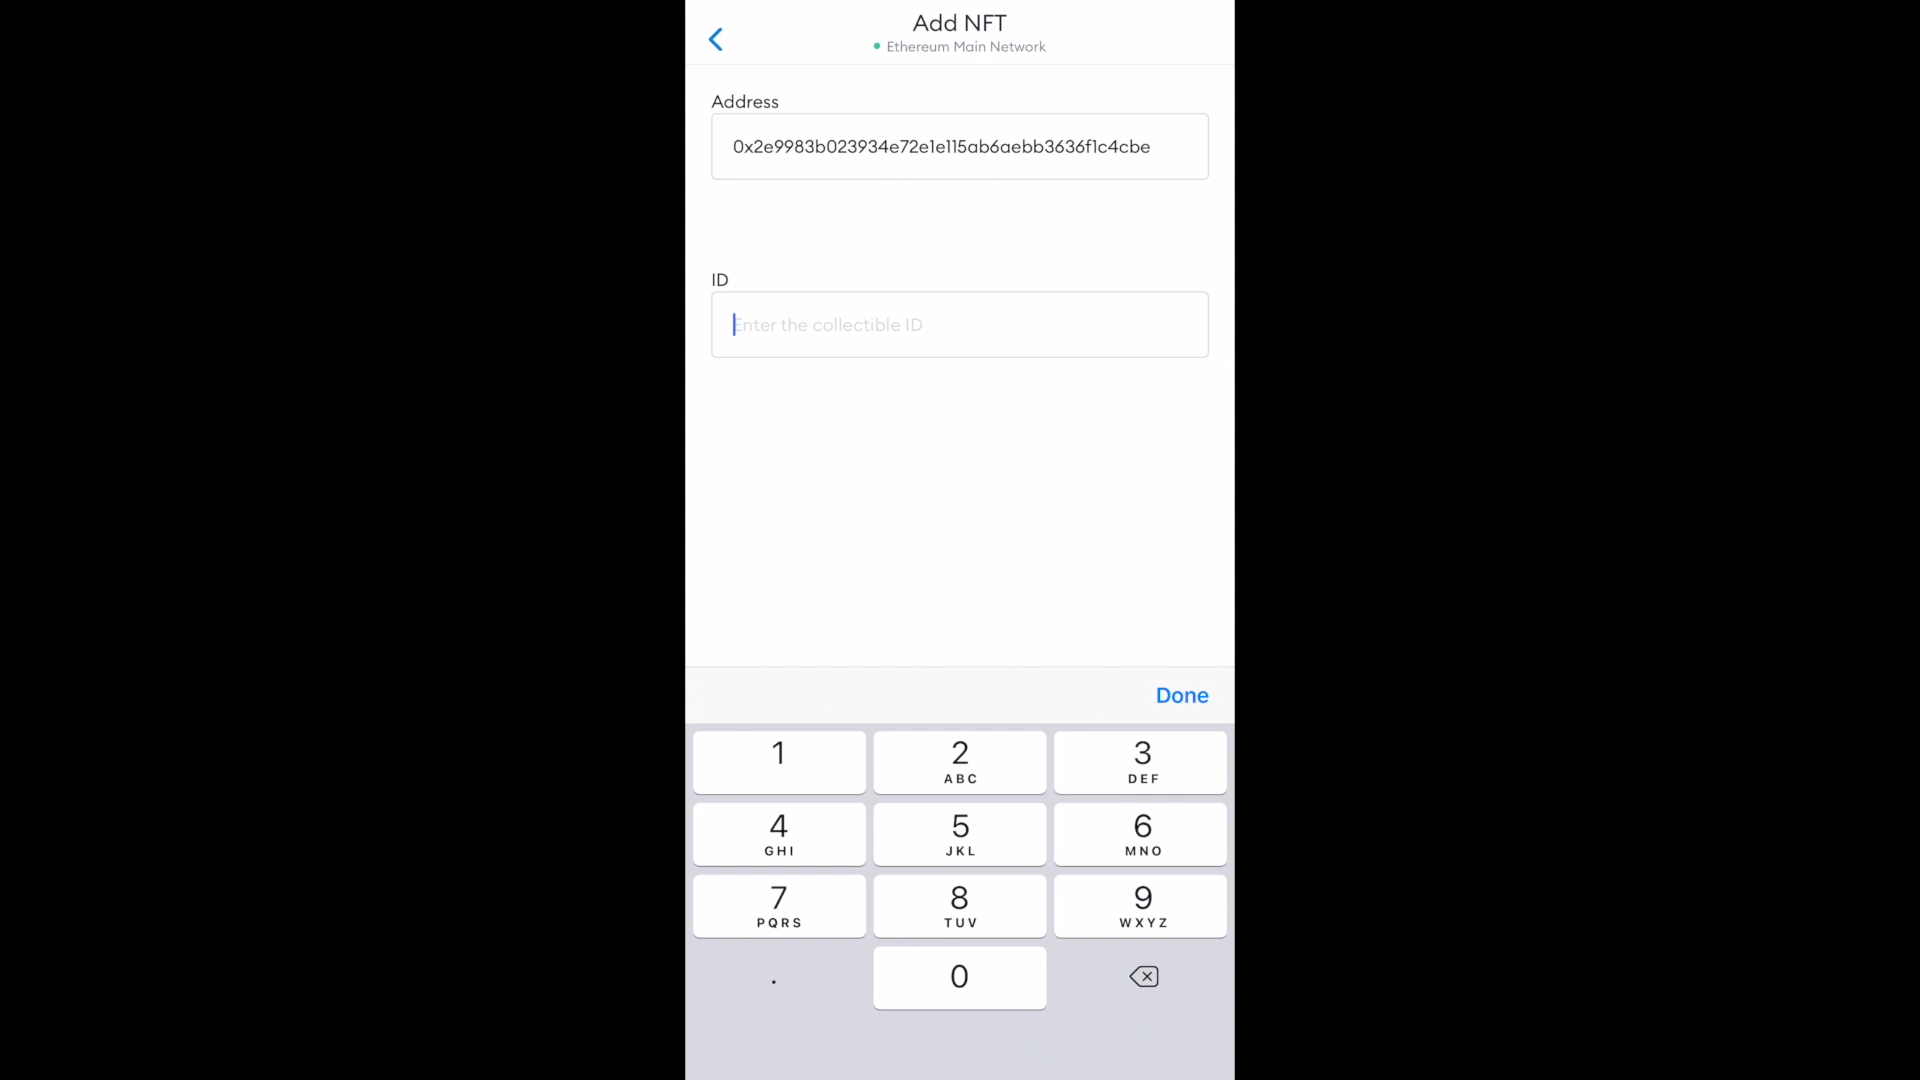 Add NFT
Ethereum Main Network
Address
0x2e9983b023934e72e1e115ab6aebb3636f1c4cbe
ID
Enter the collectible ID
Done
1
2
ABC
3
DEF
4
GHI
5
JKL
6
MNO
7
PQRS
8
TUV
9
WXYZ
.
0